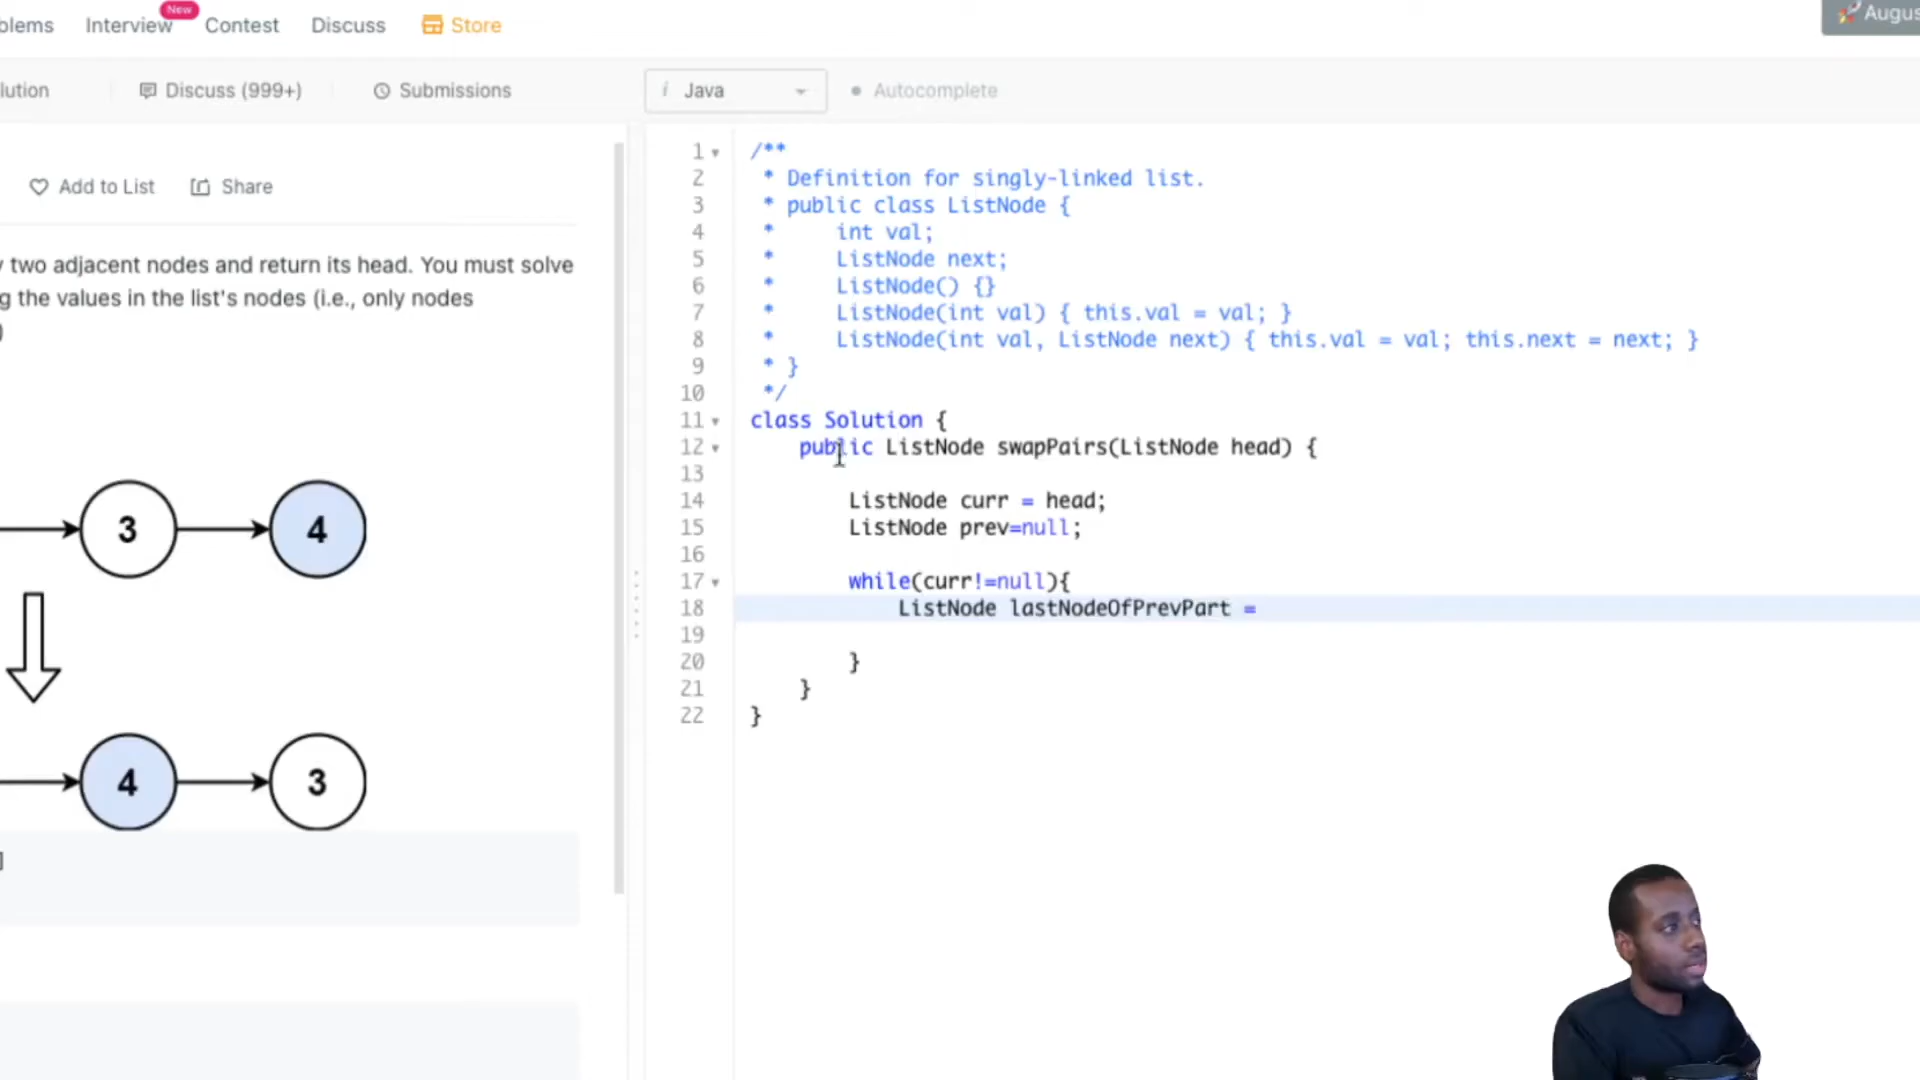 blems Interview New Contest Discuss Store
Augus
lution Discuss (999+) Submissions
i Java Autocomplete
Add to List Share
two adjacent nodes and return its head. You must solve
g the values in the list's nodes (i.e., only nodes
)
3 4
4 3
]
1 /**
2 * Definition for singly-linked list.
3 * public class ListNode {
4 * int val;
5 * ListNode next;
6 * ListNode() {}
7 * ListNode(int val) { this.val = val; }
8 * ListNode(int val, ListNode next) { this.val = val; this.next = next; }
9 * }
10 */
11 class Solution {
12 public ListNode swapPairs(ListNode head) {
13
14 ListNode curr = head;
15 ListNode prev=null;
16
17 while(curr!=null){
18 ListNode lastNodeOfPrevPart =
19
20 }
21 }
22 }